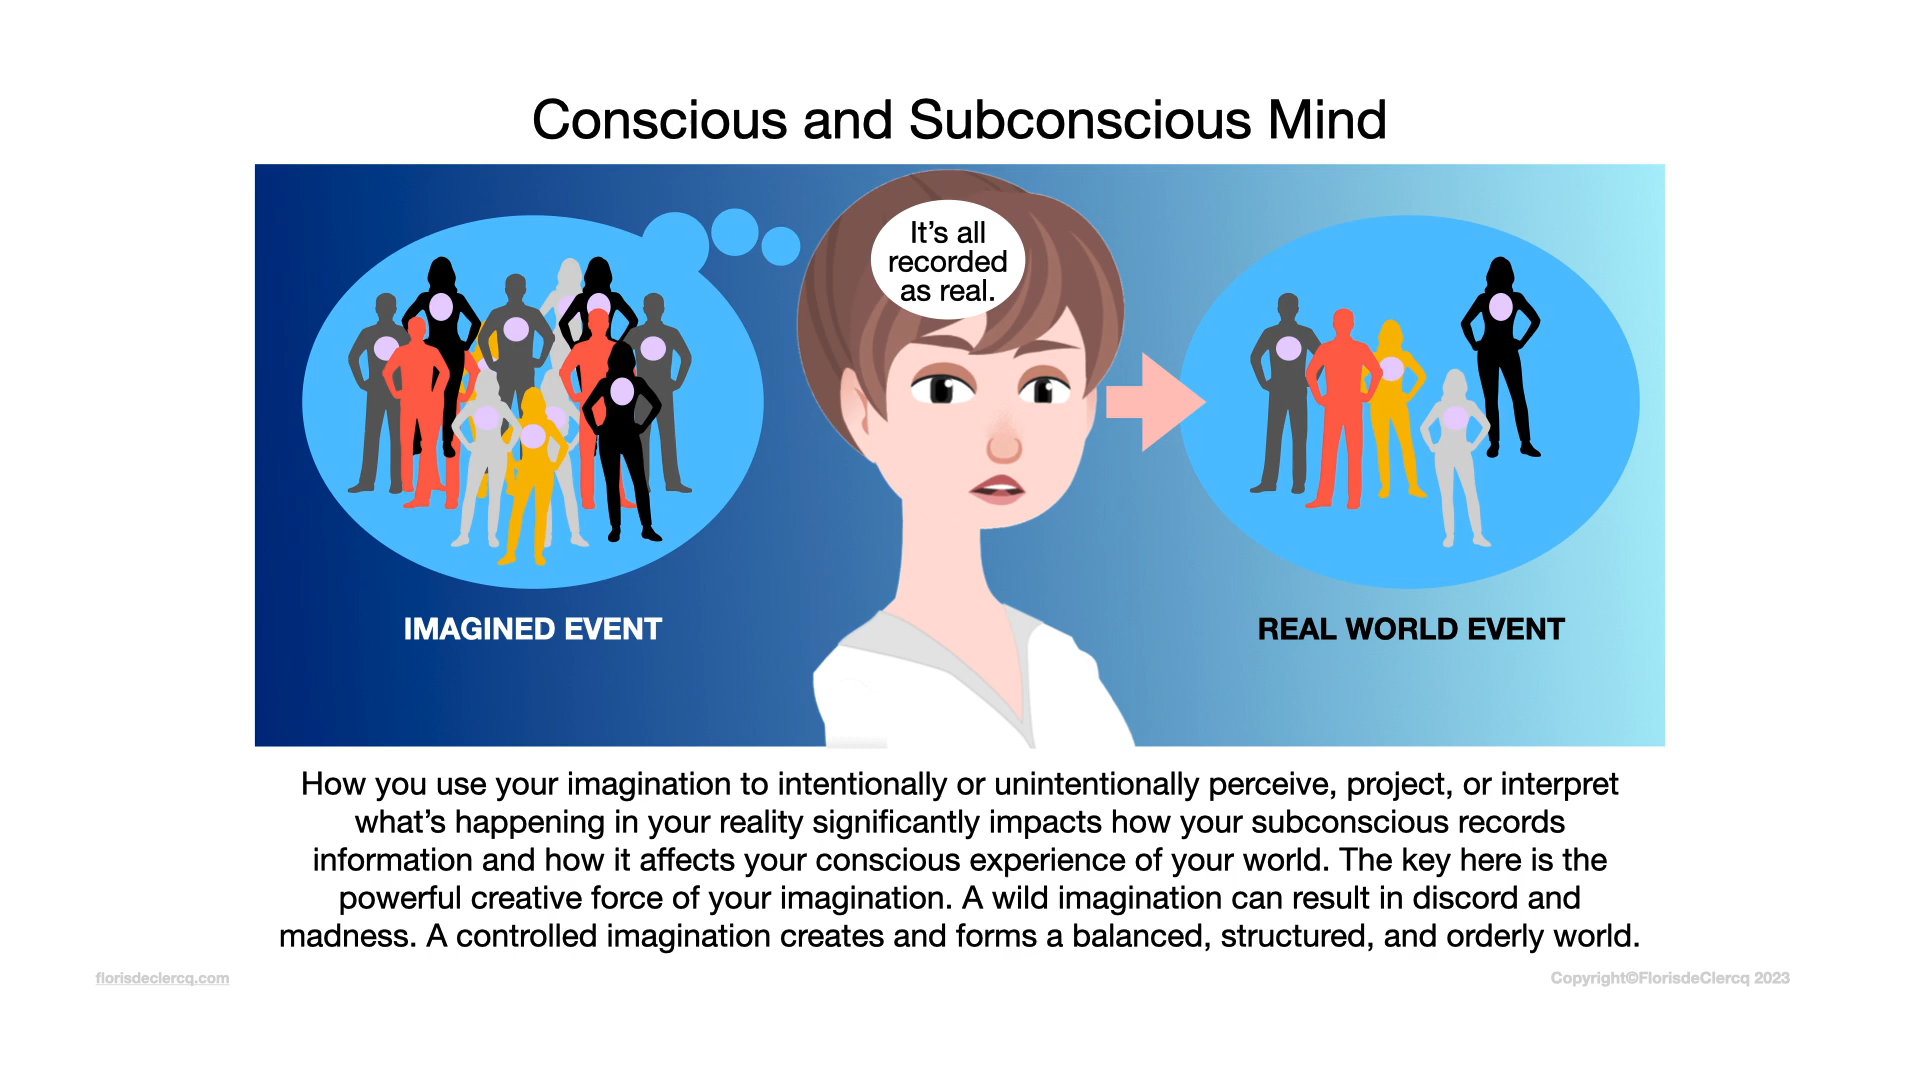 Conscious and Subconscious Mind
It's all
recorded
as real.
IMAGINED EVENT
REAL WORLD EVENT
How you use your imagination to intentionally or unintentionally perceive, project, or interpret
what's happening in your reality significantly impacts how your subconscious records
information and how it affects your conscious experience of your world. The key here is the
powerful creative force of your imagination. A wild imagination can result in discord and
madness. A controlled imagination creates and forms a balanced, structured, and orderly world.
florisdeclercq.com
Copyright©FlorisdeClercq 2023